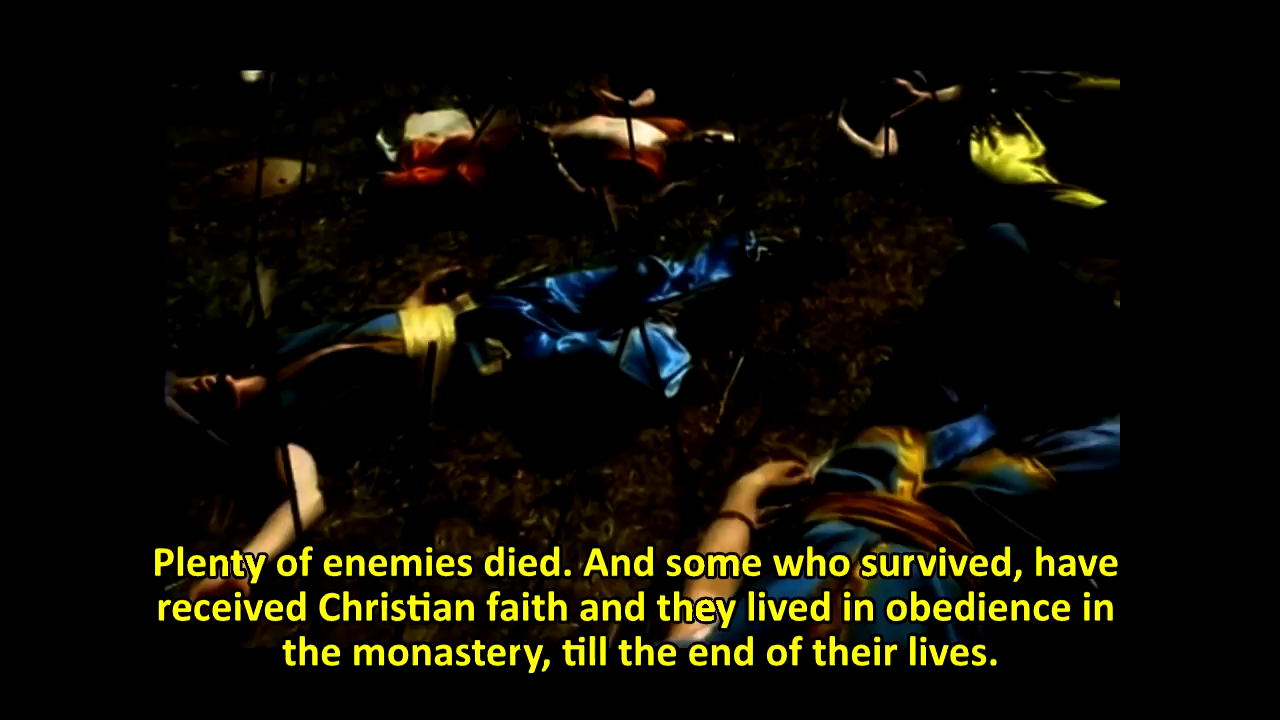 Plenty of enemies died. And some who survived, have
received Christian faith and they lived in obedience in
the monastery, till the end of their lives.